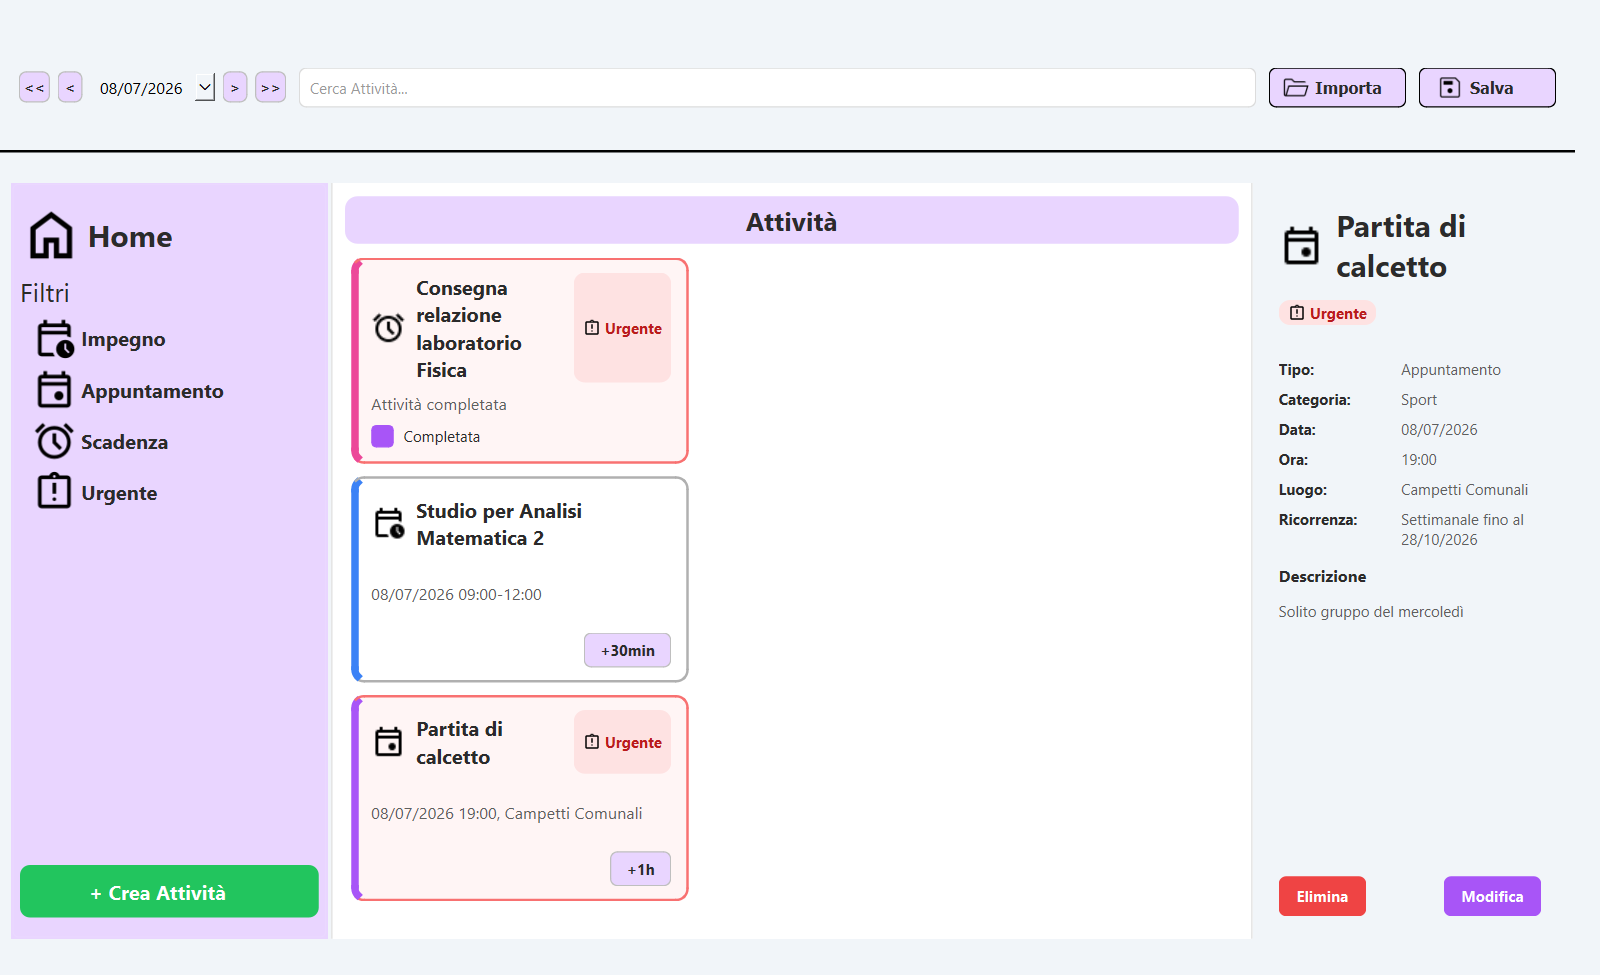 << < 08/07/2026 > >> Cerca Attività... Importa Salva
Home
Filtri
Impegno
Appuntamento
Scadenza
Urgente
+ Crea Attività
Attività
Consegna
relazione
laboratorio
Fisica
Urgente
Attività completata
Completata
Studio per Analisi
Matematica 2
08/07/2026 09:00-12:00
+30min
Partita di
calcetto
Urgente
08/07/2026 19:00, Campetti Comunali
+1h
Partita di
calcetto
Urgente
Tipo: Appuntamento
Categoria: Sport
Data: 08/07/2026
Ora: 19:00
Luogo: Campetti Comunali
Ricorrenza: Settimanale fino al
28/10/2026
Descrizione
Solito gruppo del mercoledì
Elimina Modifica